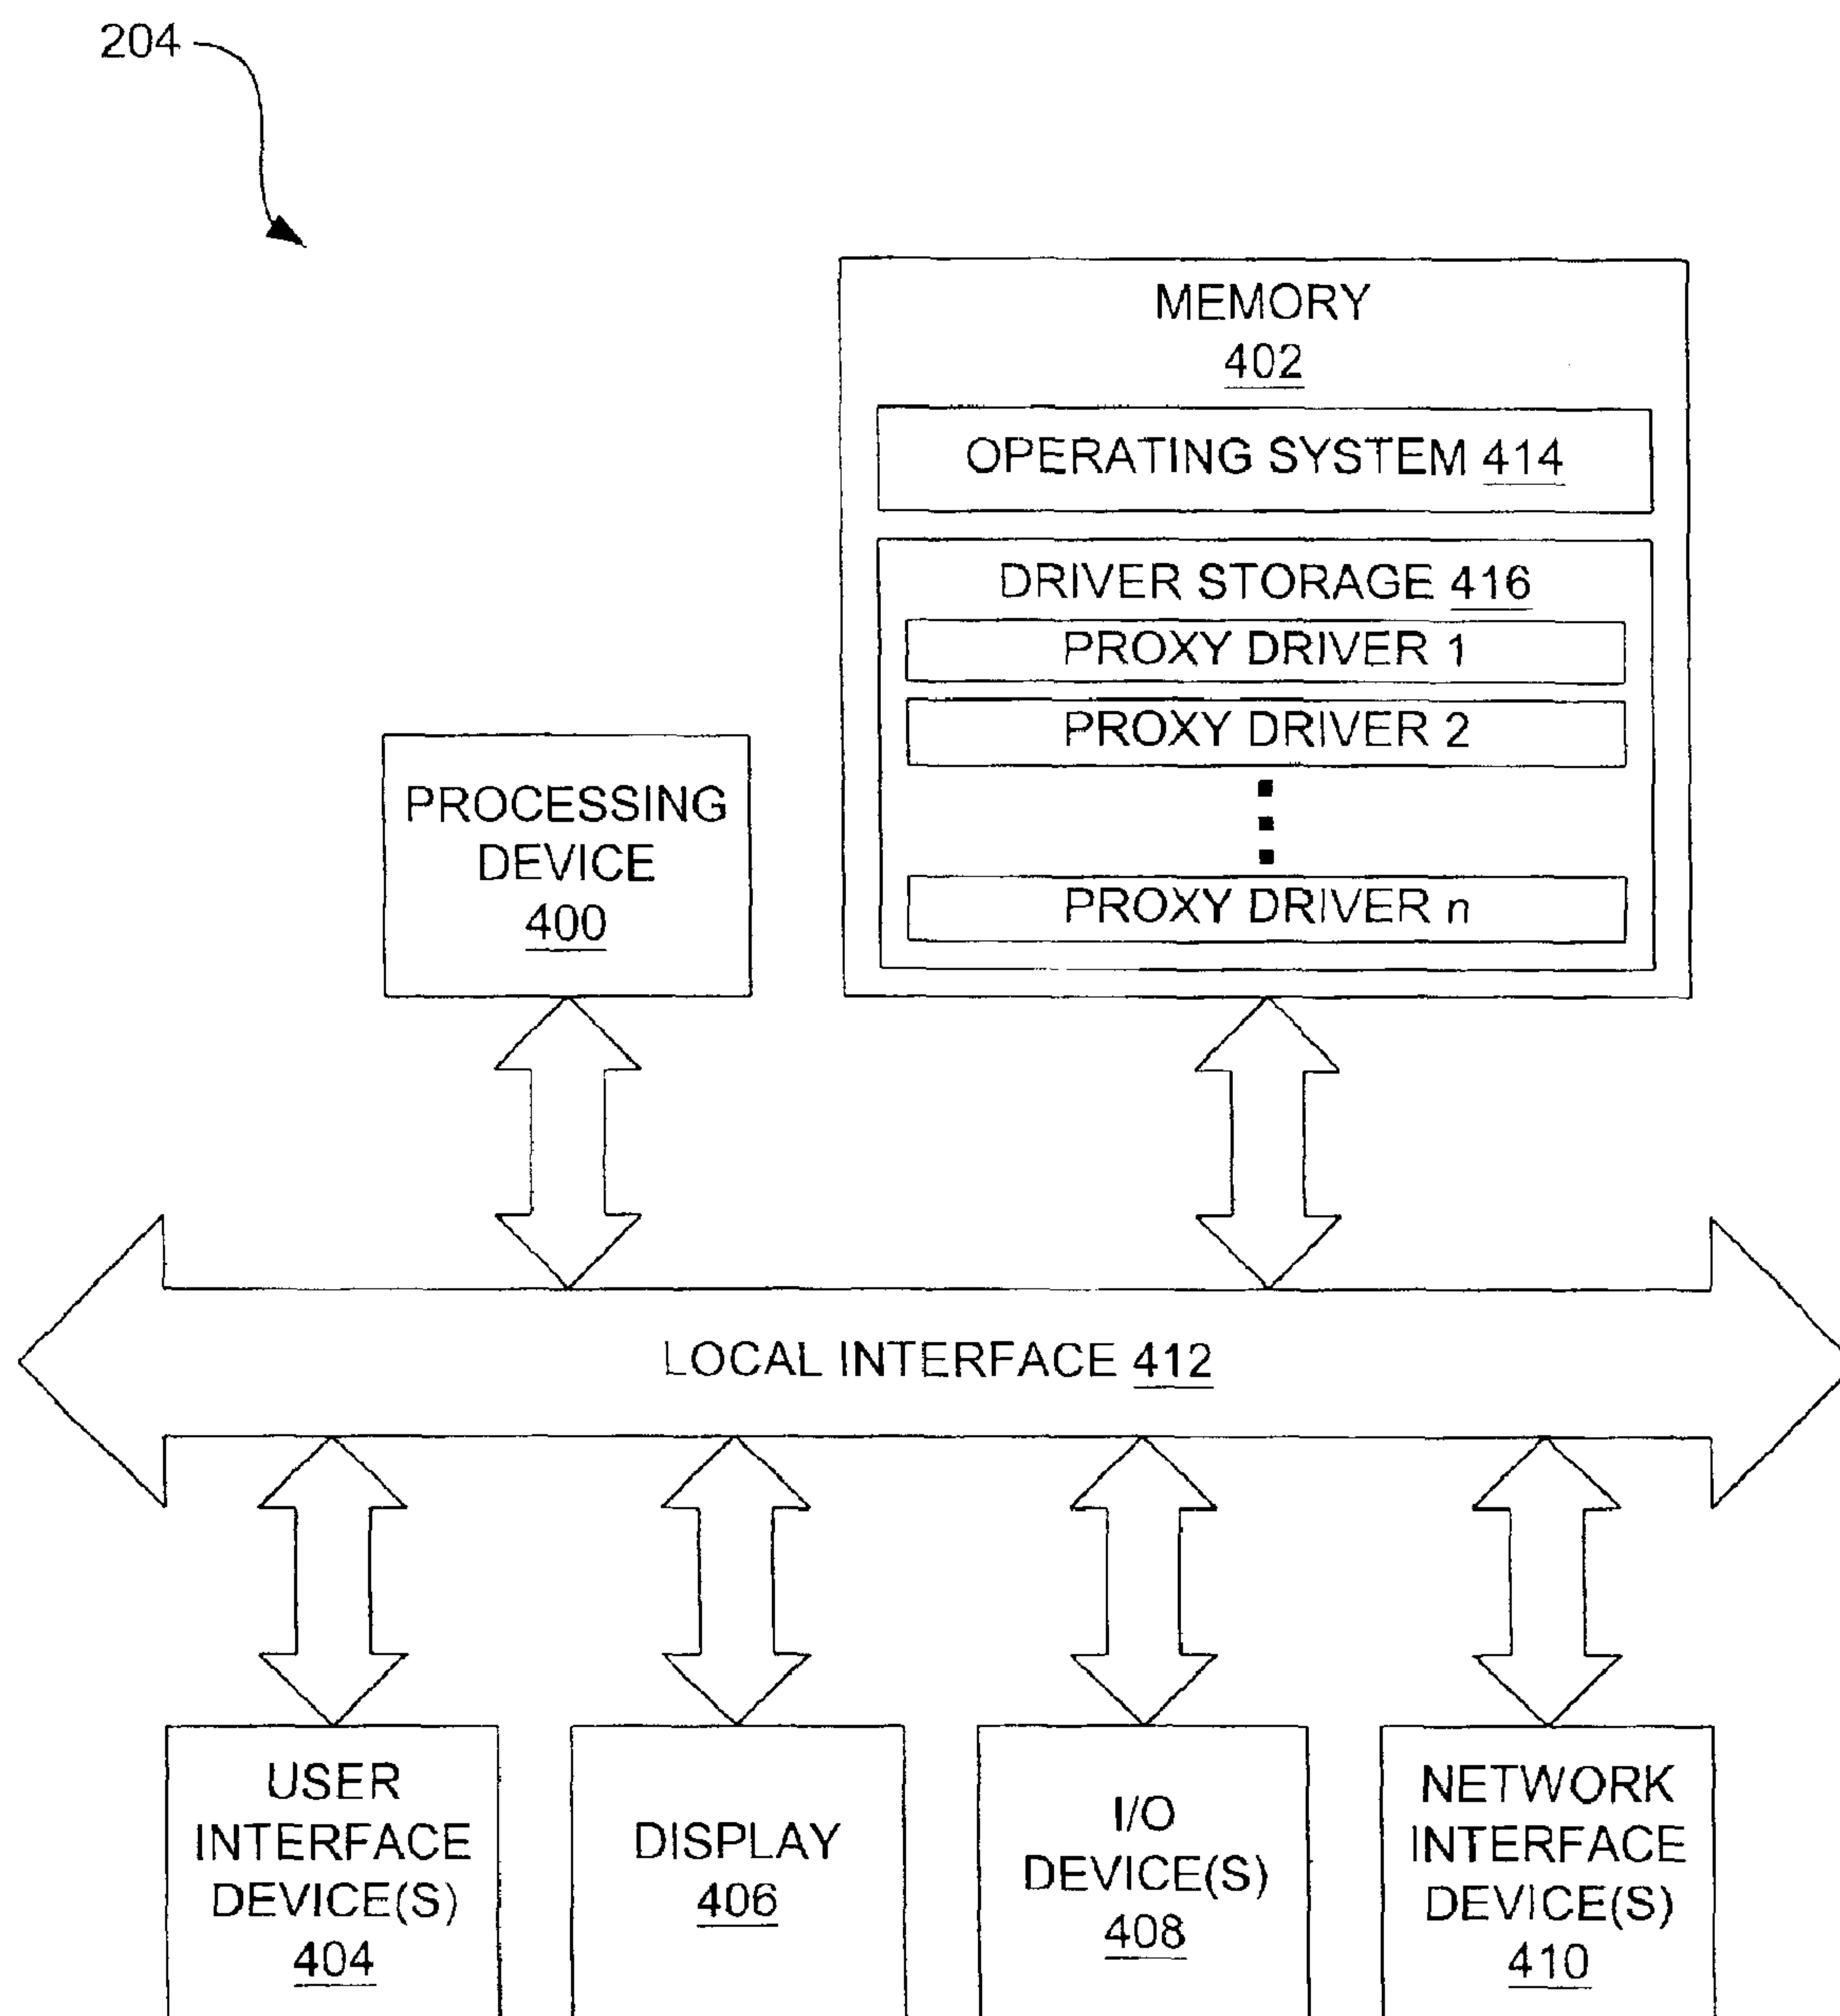 204
MEMORY
402
OPERATING SYSTEM 414
DRIVER STORAGE 416
PROXY DRIVER 1
PROXY DRIVER 2
PROXY DRIVER n
PROCESSING
DEVICE
400
LOCAL INTERFACE 412
USER
INTERFACE
DEVICE(S)
404
DISPLAY
406
I/O
DEVICE(S)
408
NETWORK
INTERFACE
DEVICE(S)
410